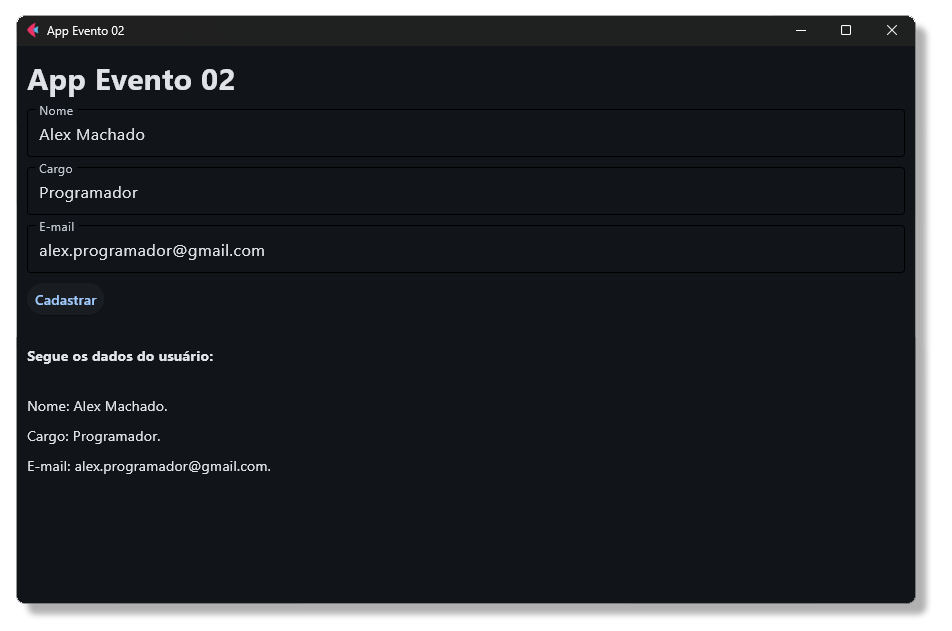 App Evento 02
App Evento 02
Nome
Alex Machado
Cargo
Programador
E-mail
alex.programador@gmail.com
Cadastrar
Segue os dados do usuário:
Nome: Alex Machado.
Cargo: Programador.
E-mail: alex.programador@gmail.com.